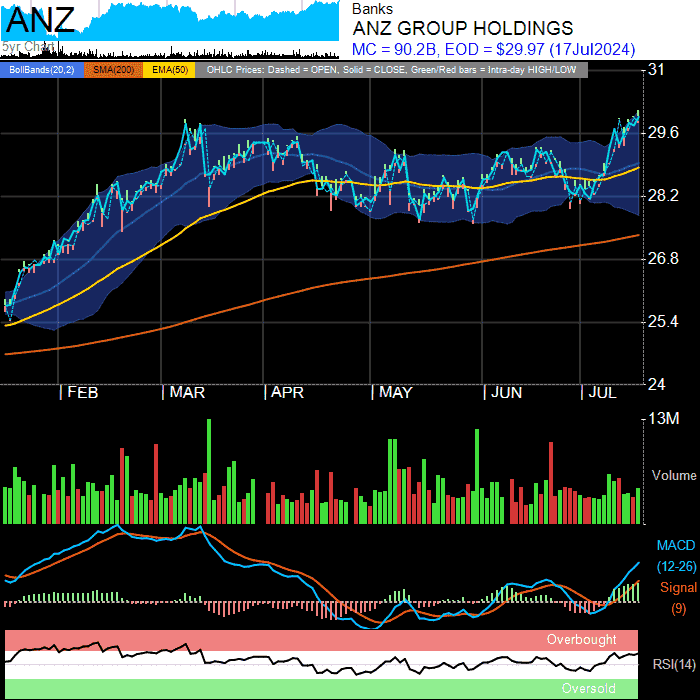 ANZ
5yr Chart
Banks
ANZ GROUP HOLDINGS
MC = 90.2B, EOD = $29.97 (17Jul2024)
BollBands(20,2) SMA(200) EMA(50) OHLC Prices: Dashed = OPEN, Solid = CLOSE, Green/Red bars = Intra-day HIGH/LOW
31
29.6
28.2
26.8
25.4
24
FEB MAR APR MAY JUN JUL
13M
Volume
MACD
(12-26)
Signal
(9)
Overbought
RSI(14)
Oversold